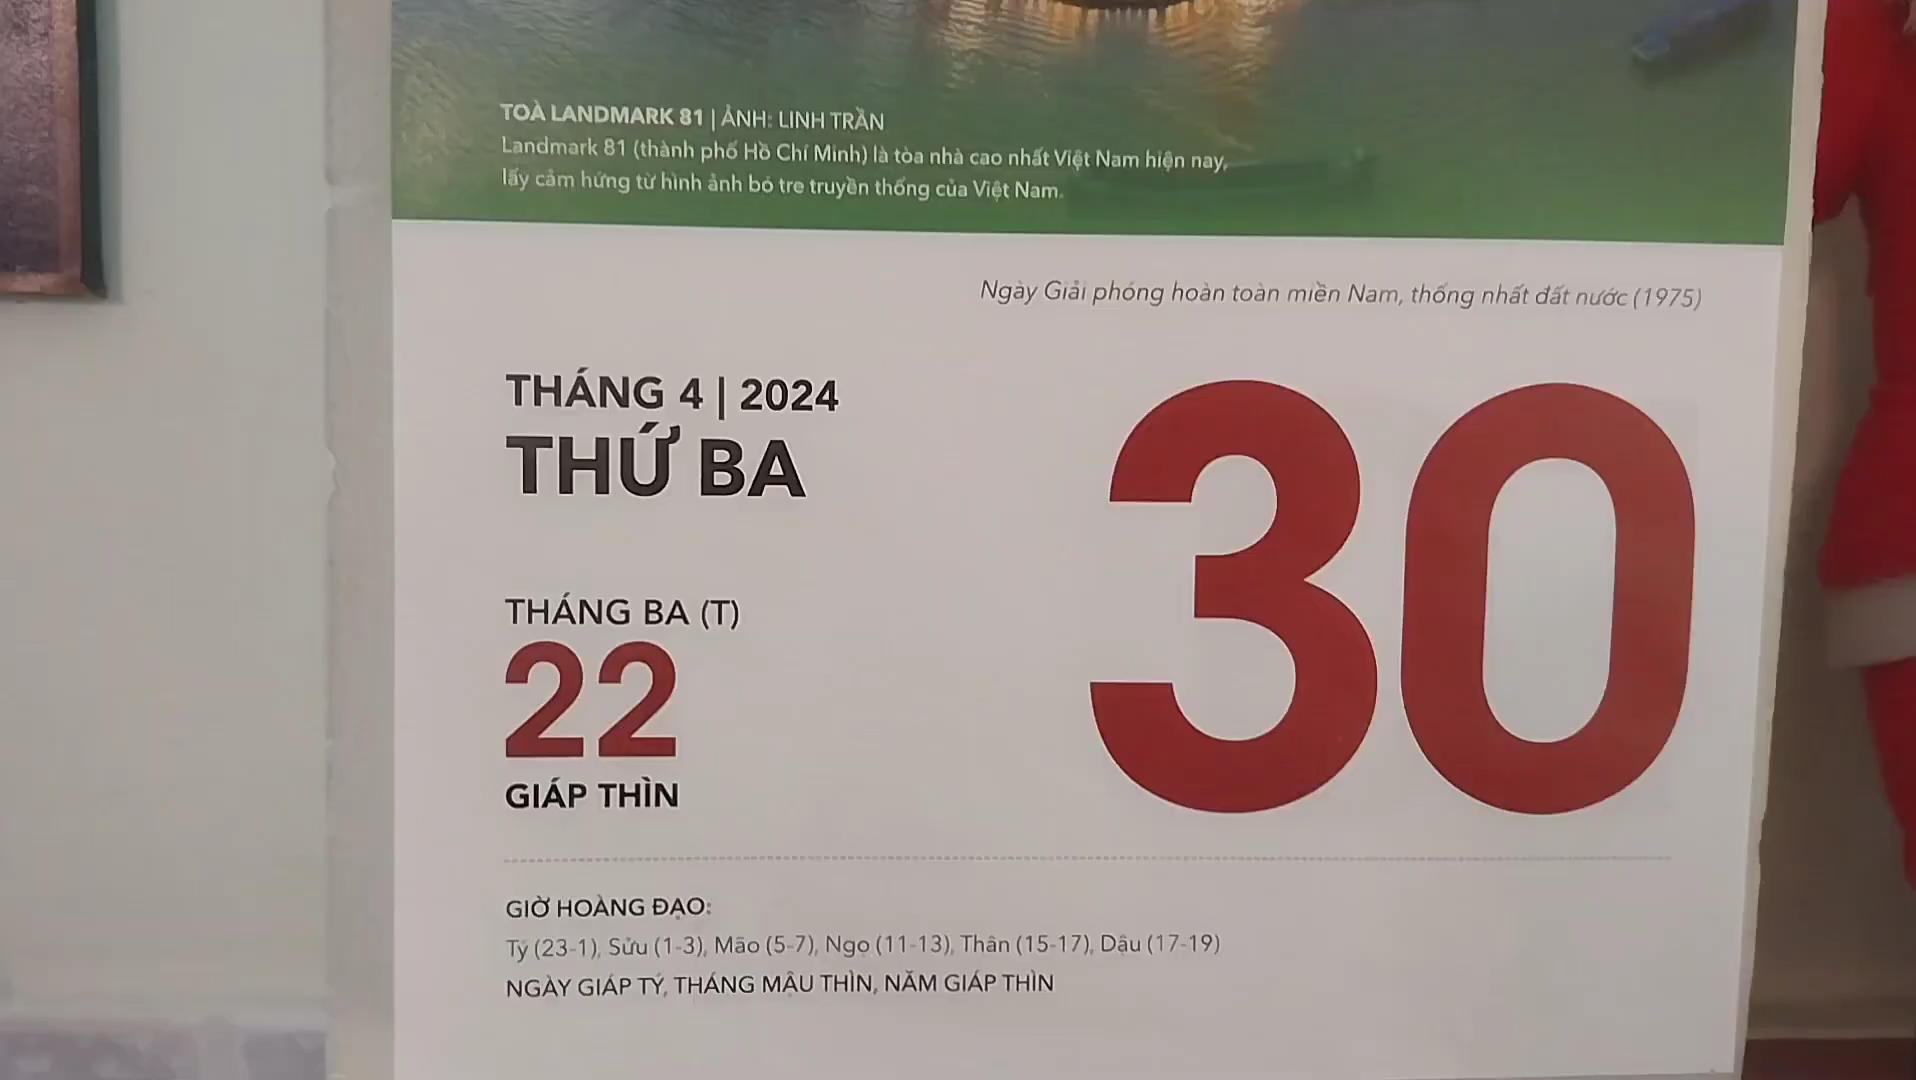 TOÀ LANDMARK 81 | ẢNH: LINH TRẦN
Landmark 81 (thành phố Hồ Chí Minh) là tòa nhà cao nhất Việt Nam hiện nay,
lấy cảm hứng từ hình ảnh bó tre truyền thống của Việt Nam.
Ngày Giải phóng hoàn toàn miền Nam, thống nhất đất nước (1975)
THÁNG 4 | 2024
THỨ BA
30
THÁNG BA (T)
22
GIÁP THÌN
GIỜ HOÀNG ĐẠO:
Tý (23-1), Sửu (1-3), Mão (5-7), Ngọ (11-13), Thân (15-17), Dậu (17-19)
NGÀY GIÁP TÝ, THÁNG MẬU THÌN, NĂM GIÁP THÌN